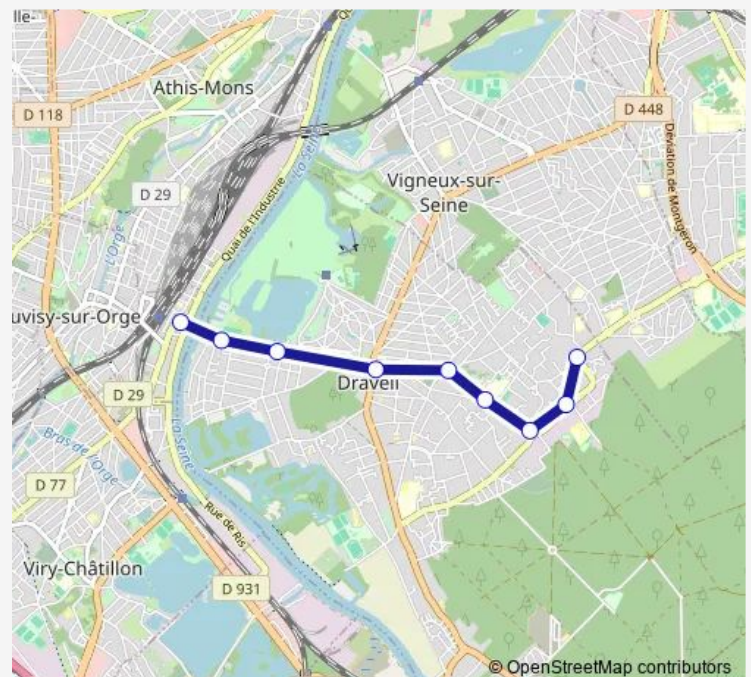 lle-
Athis-Mons
D 118
D 448
Déviation de Montgeron
D 29
Vigneux-sur-
Seine
La Seine
Quai de l'Industrie
L'Orge
uvisy-sur-Orge
Draveil
D 29
La Seine
Bras de l'Orge
D 77
Rue de Ris
Viry-Châtillon
D 931
© OpenStreetMap contributors